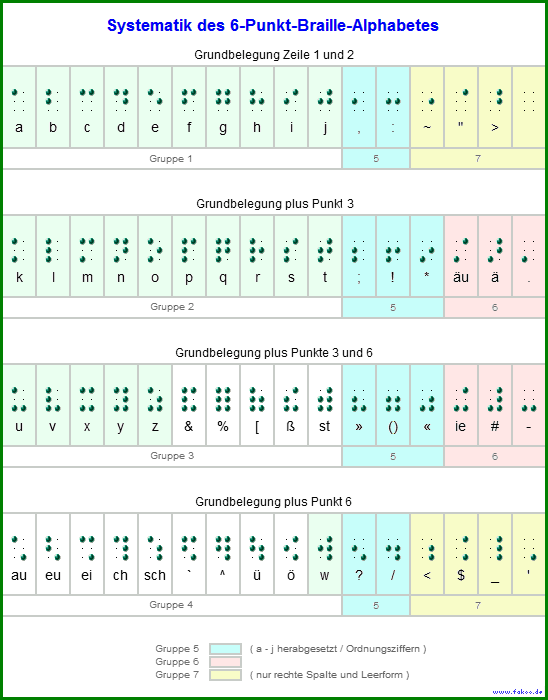 Systematik des 6-Punkt-Braille-Alphabetes
Grundbelegung Zeile 1 und 2
a b c d e f g h i j , : ~ " >
Gruppe 1 5 7
Grundbelegung plus Punkt 3
k l m n o p q r s t ; ! * äu ä .
Gruppe 2 5 6
Grundbelegung plus Punkte 3 und 6
u v x y z & % [ ß st » () « ie # -
Gruppe 3 5 6
Grundbelegung plus Punkt 6
au eu ei ch sch ` ^ ü ö w ? / < $ _ '
Gruppe 4 5 7
Gruppe 5 ( a - j herabgesetzt / Ordnungsziffern )
Gruppe 6
Gruppe 7 ( nur rechte Spalte und Leerform )
www.fakoo.de